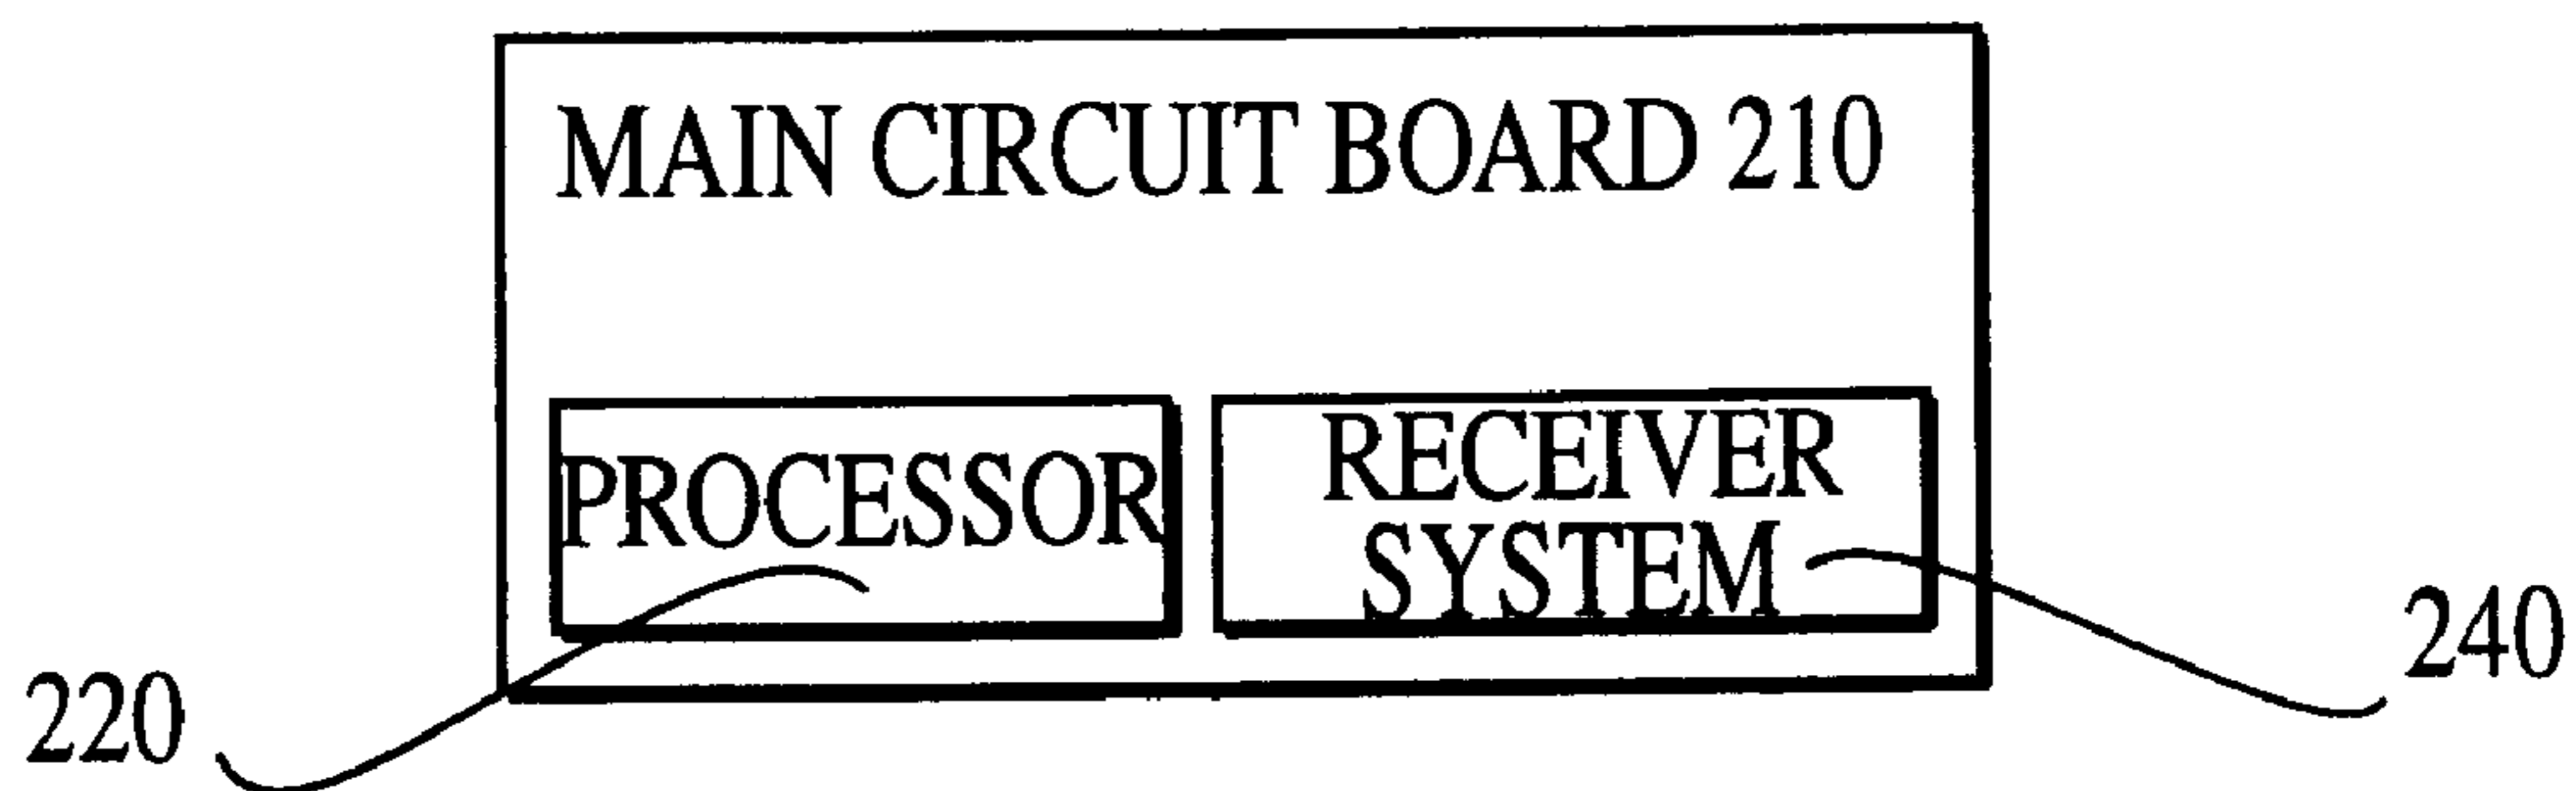 MAIN CIRCUIT BOARD 210
PROCESSOR
RECEIVER
SYSTEM
220
240